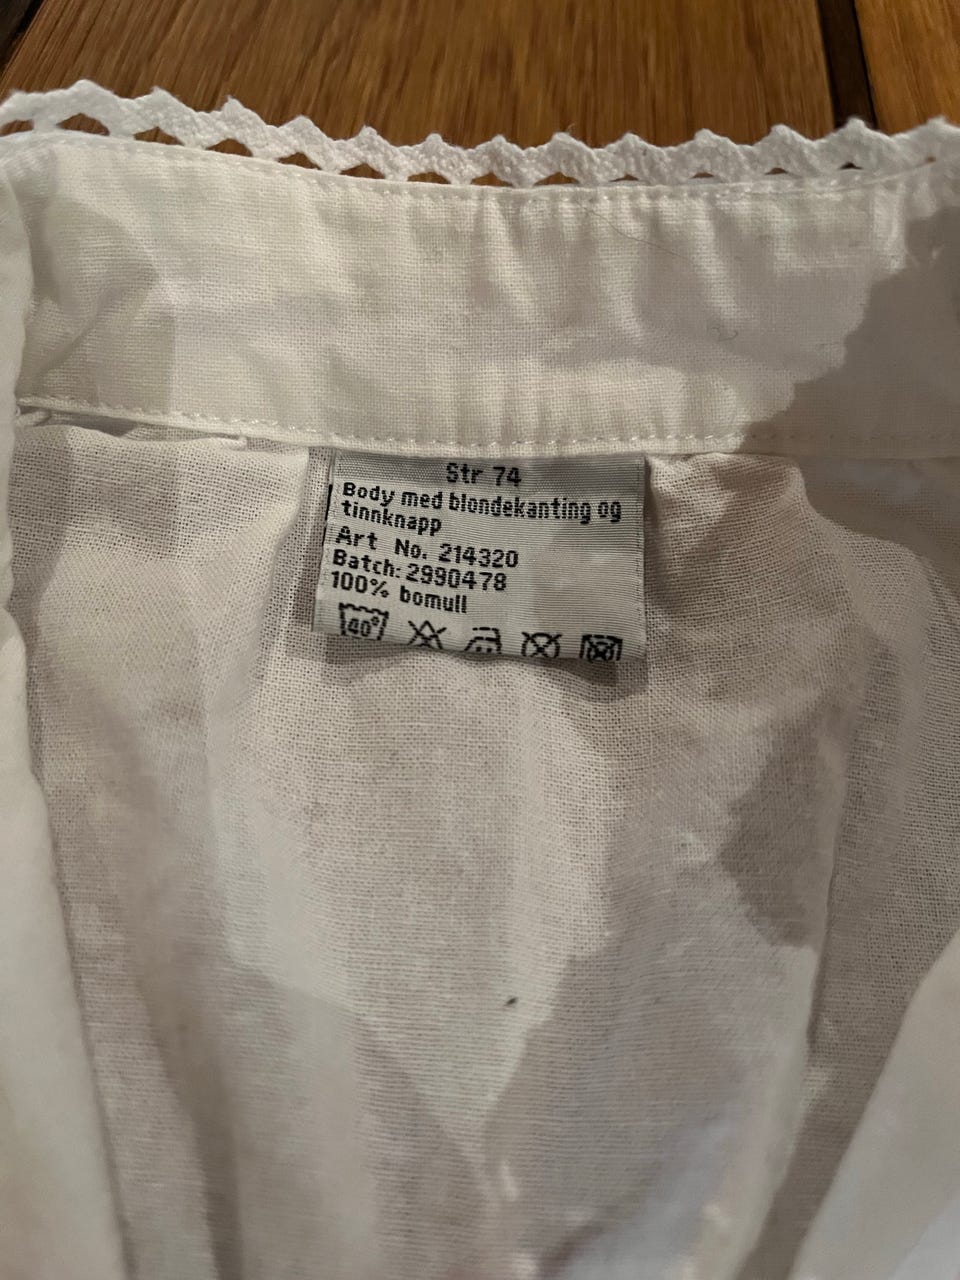 Str 74
Body med blondekanting og
tinnknapp
Art No. 214320
Batch: 2990478
100% bomull
40°